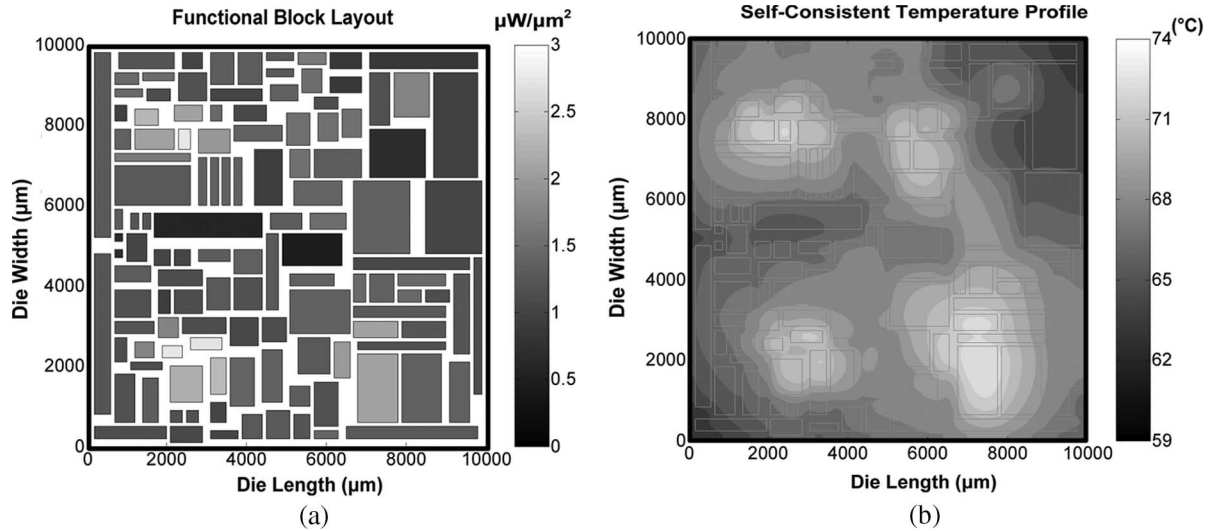 Functional Block Layout
µW/µm²
10000
8000
6000
4000
2000
0
Die Width (µm)
0 2000 4000 6000 8000 10000
Die Length (µm)
3
2.5
2
1.5
1
0.5
0
(a)
Self-Consistent Temperature Profile
(°C)
10000
8000
6000
4000
2000
0
Die Width (µm)
0 2000 4000 6000 8000 10000
Die Length (µm)
74
71
68
65
62
59
(b)